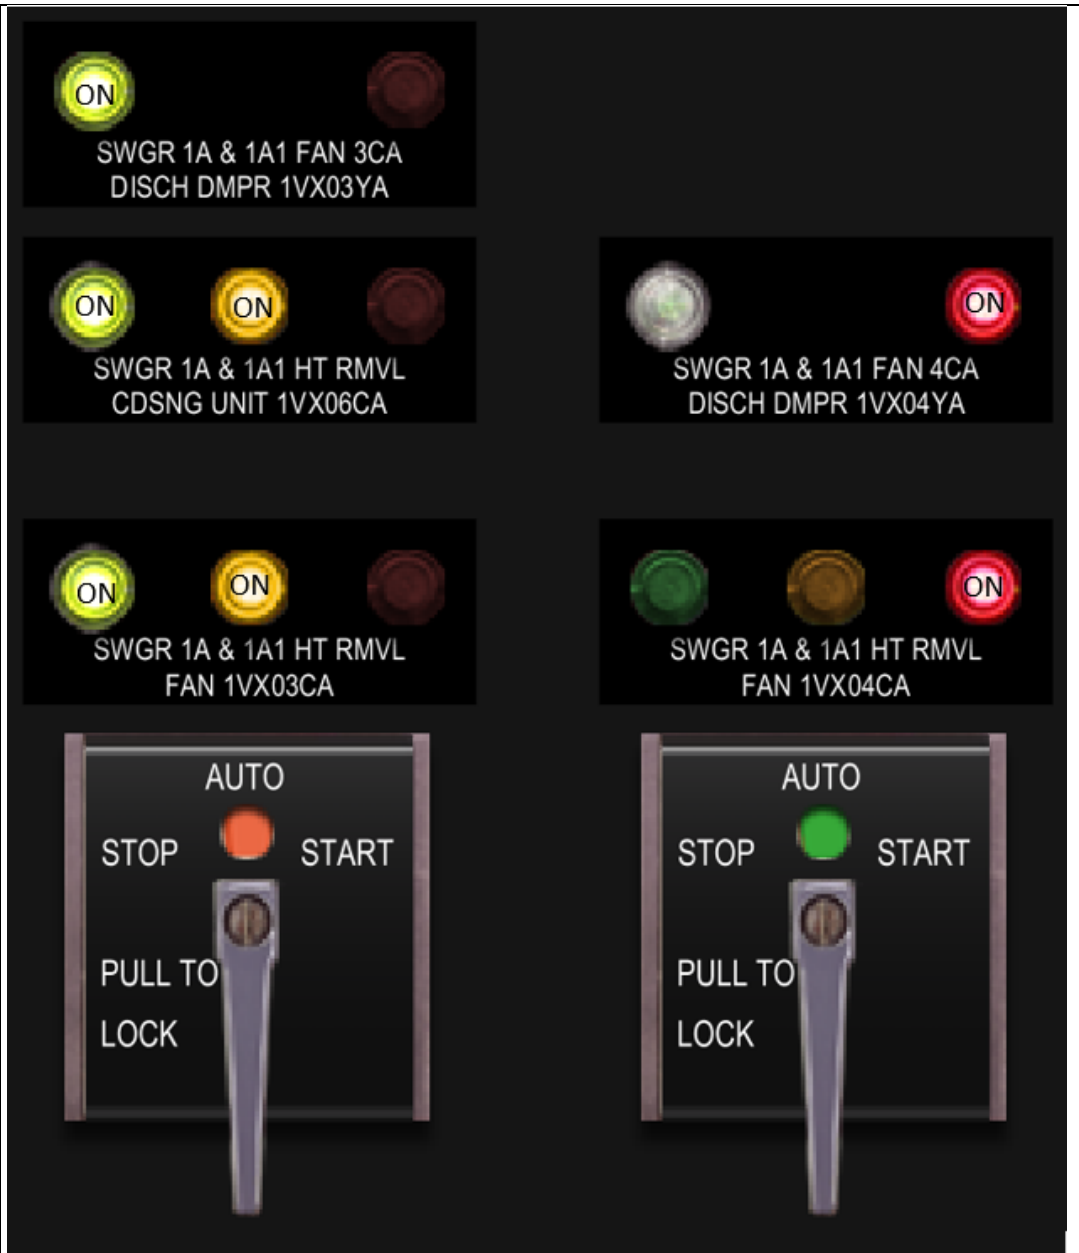 ON
SWGR 1A & 1A1 FAN 3CA
DISCH DMPR 1VX03YA
ON ON
SWGR 1A & 1A1 HT RMVL
CDSNG UNIT 1VX06CA
ON
SWGR 1A & 1A1 FAN 4CA
DISCH DMPR 1VX04YA
ON ON
SWGR 1A & 1A1 HT RMVL
FAN 1VX03CA
ON
SWGR 1A & 1A1 HT RMVL
FAN 1VX04CA
AUTO
STOP START
PULL TO
LOCK
AUTO
STOP START
PULL TO
LOCK